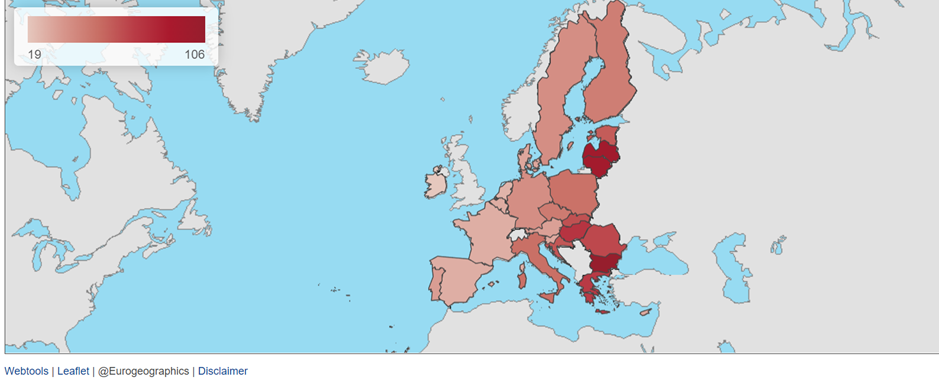 19 106
Webtools | Leaflet | @Eurogeographics | Disclaimer